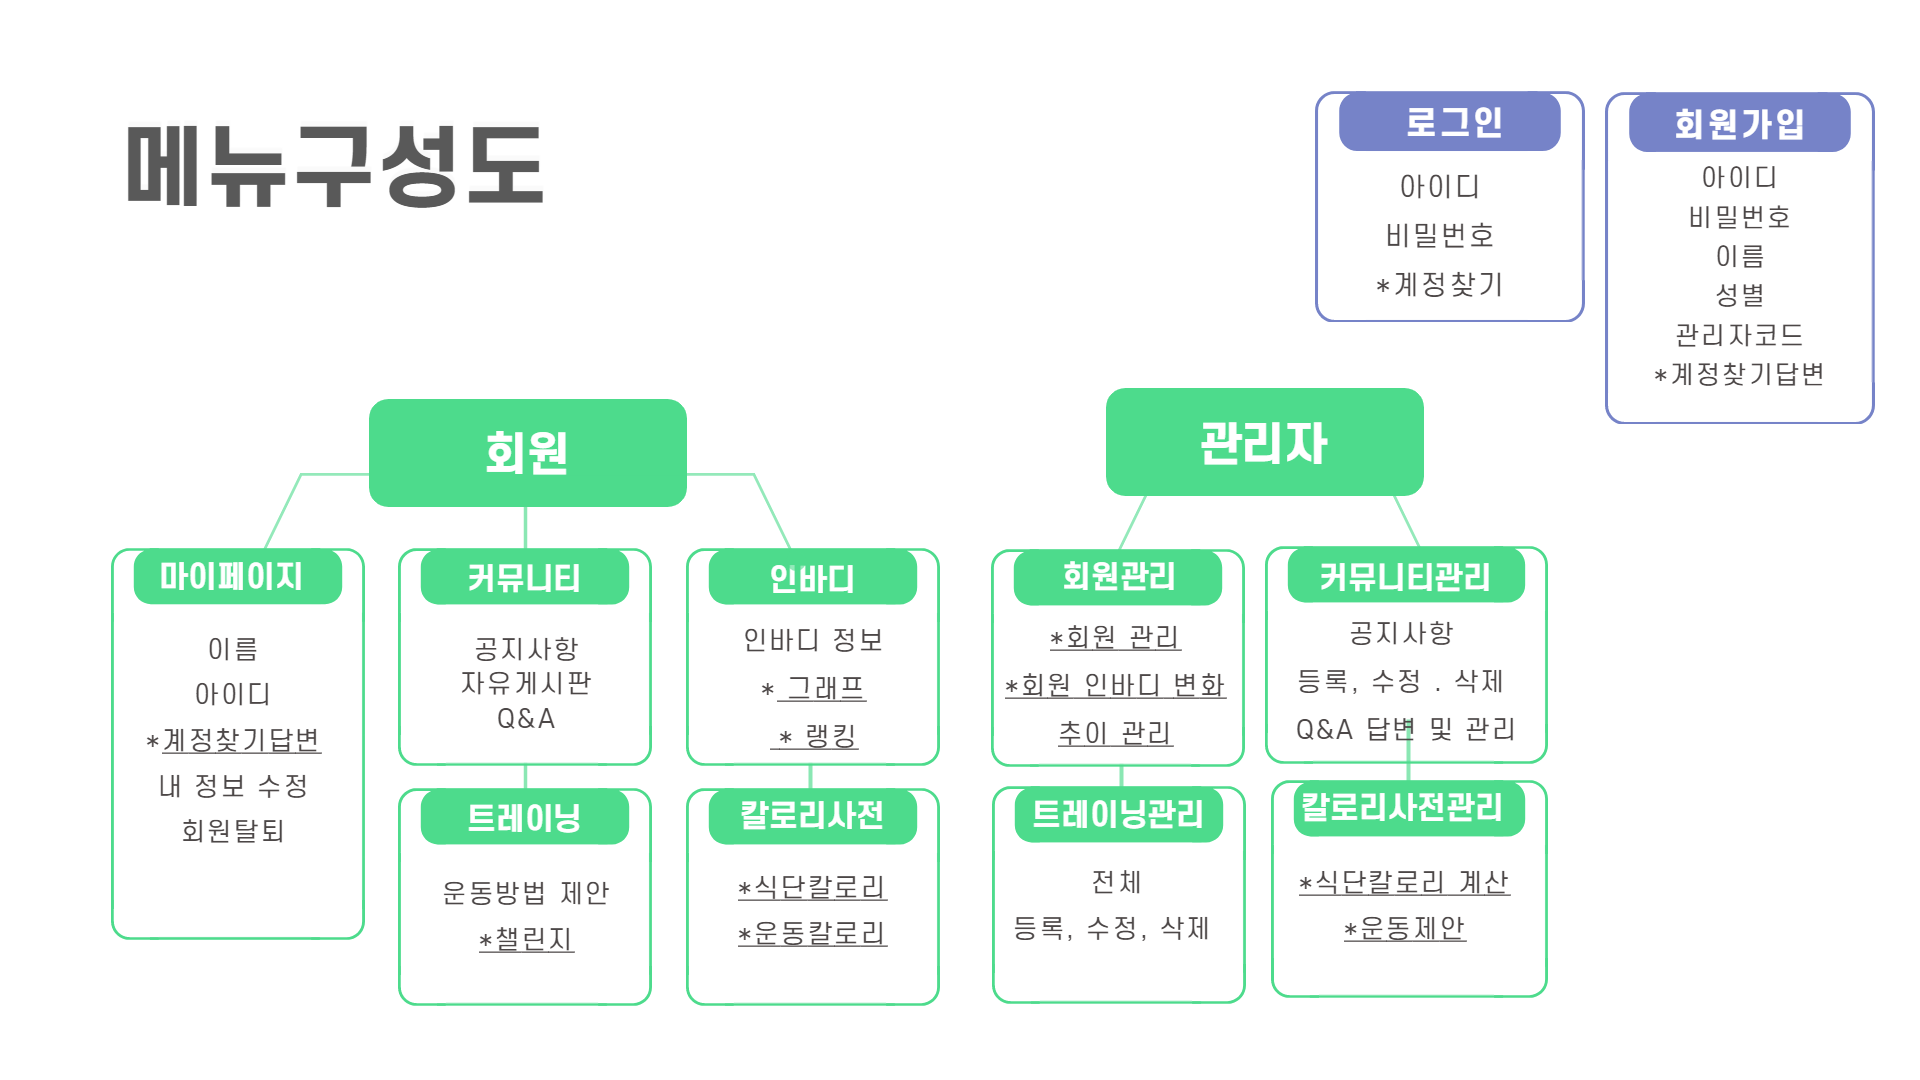 메뉴구성도
로그인
아이디
비밀번호
*계정찾기
회원가입
아이디
비밀번호
이름
성별
관리자코드
*계정찾기답변
회원
마이페이지
이름
아이디
*계정찾기답변
내 정보 수정
회원탈퇴
커뮤니티
공지사항
자유게시판
Q&A
인바디
인바디 정보
* 그래프
* 랭킹
트레이닝
운동방법 제안
*챌린지
칼로리사전
*식단칼로리
*운동칼로리
관리자
회원관리
*회원 관리
*회원 인바디 변화
추이 관리
커뮤니티관리
공지사항
등록, 수정 . 삭제
Q&A 답변 및 관리
트레이닝관리
전체
등록, 수정, 삭제
칼로리사전관리
*식단칼로리 계산
*운동제안